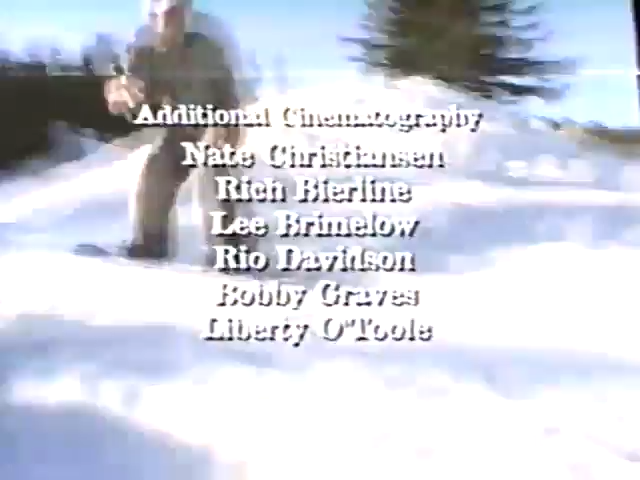 Additional Cinematography
Nate Christiansen
Rich Bierline
Lee Brimelow
Rio Davidson
Bobby Graves
Liberty O'Toole